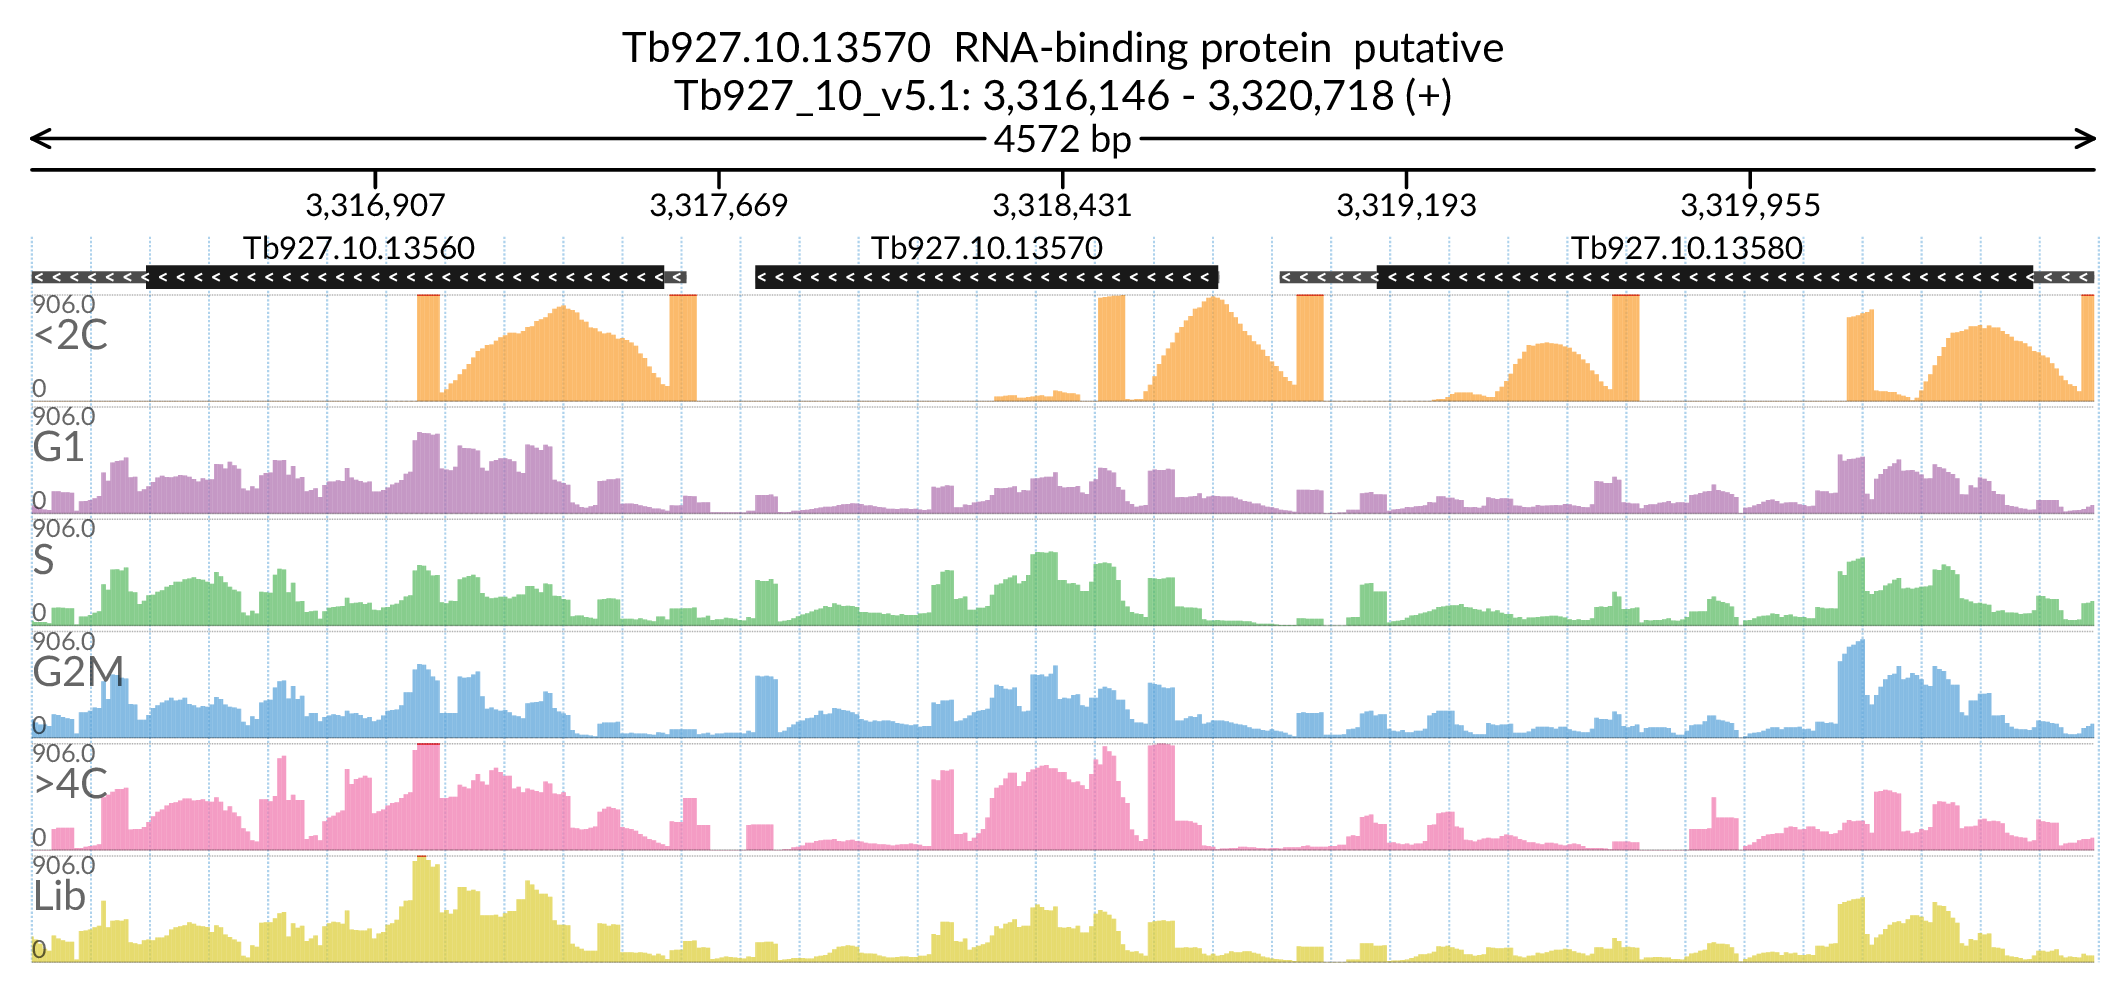 Tb927.10.13570  RNA-binding protein  putative
Tb927_10_v5.1: 3,316,146 - 3,320,718 (+)
4572 bp
3,316,907 3,317,669 3,318,431 3,319,193 3,319,955
Tb927.10.13560 Tb927.10.13570 Tb927.10.13580
906.0
<2C
0
906.0
G1
0
906.0
S
0
906.0
G2M
0
906.0
>4C
0
906.0
Lib
0